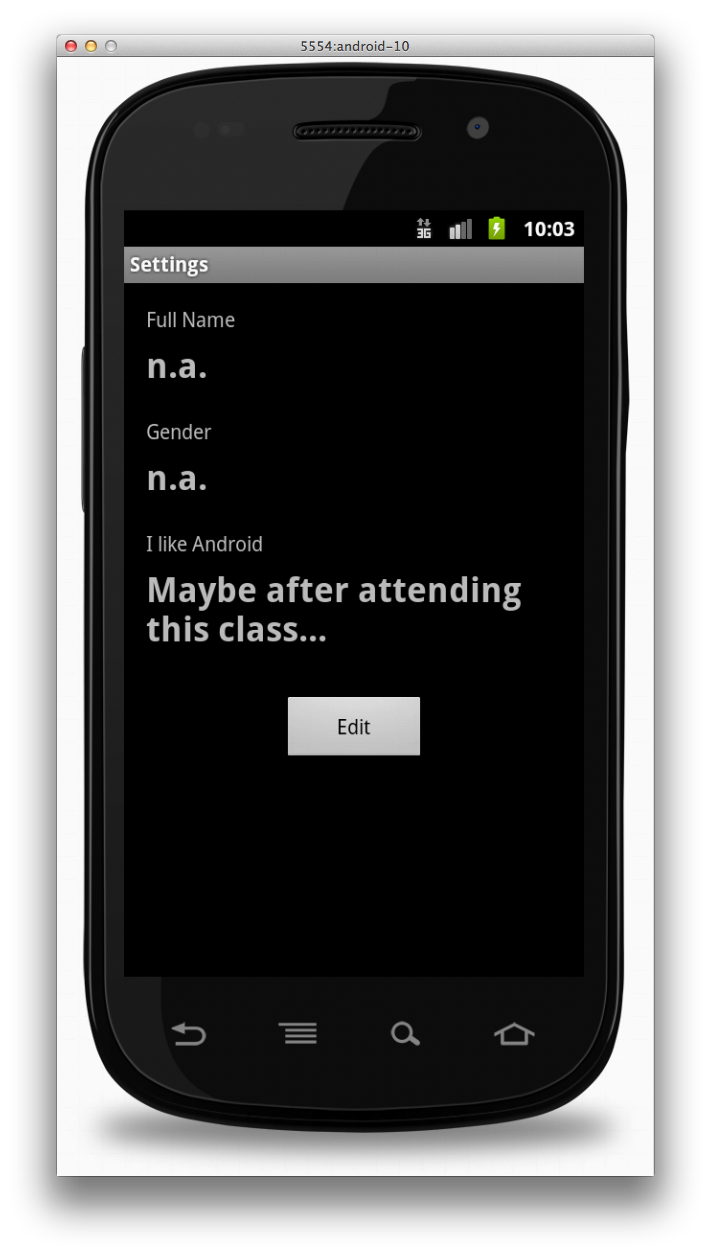 5554:android-10
3G 10:03
Settings
Full Name
n.a.
Gender
n.a.
I like Android
Maybe after attending
this class...
Edit